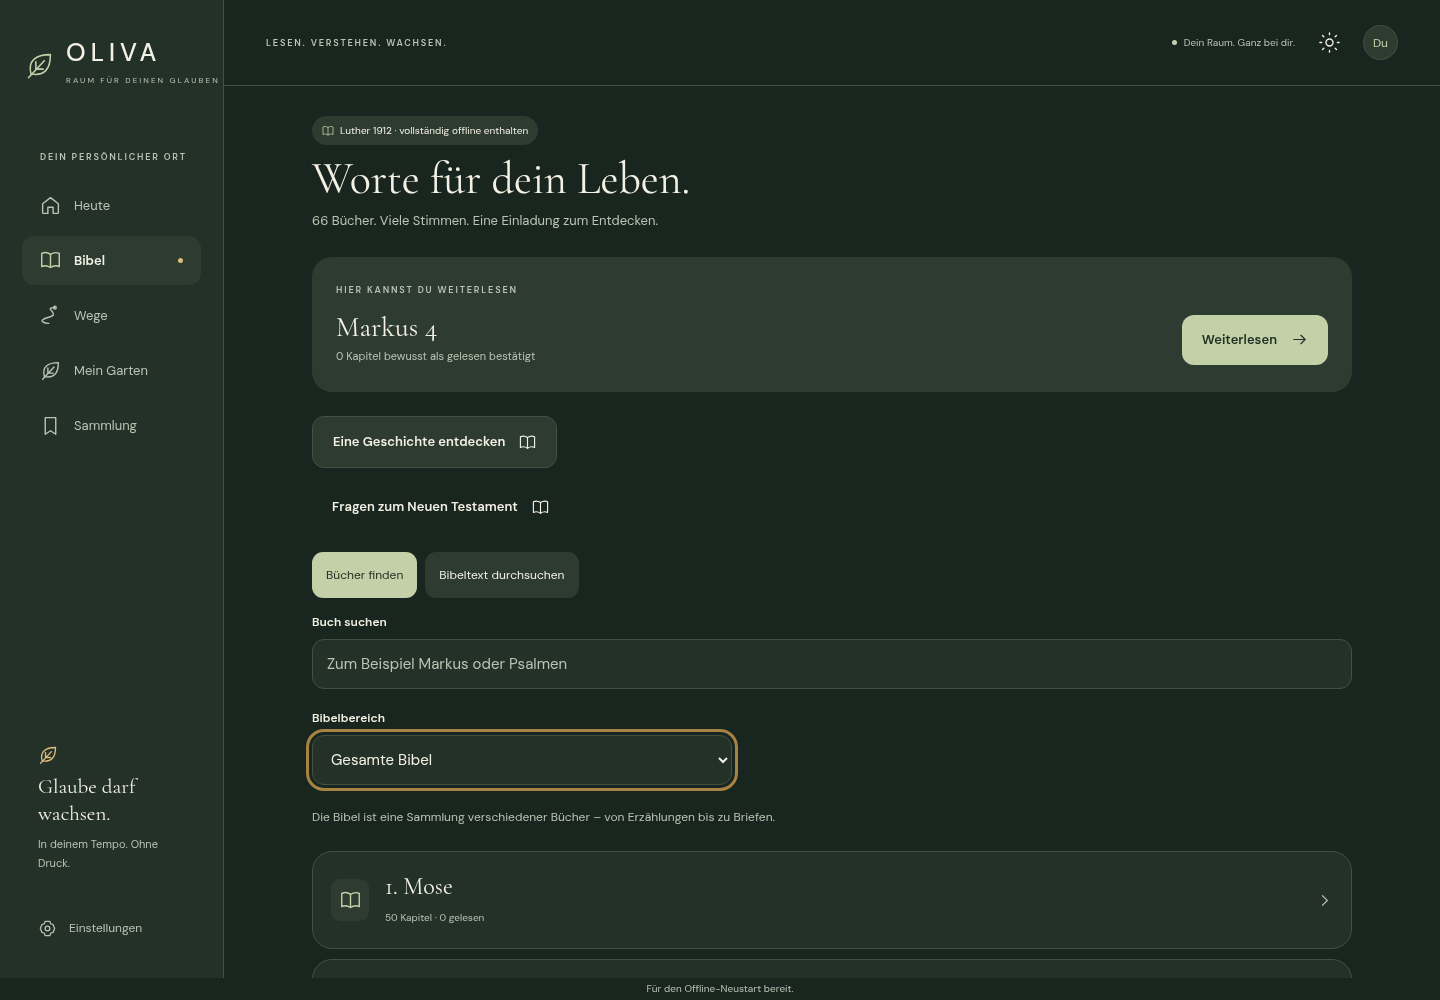 OLIVA
RAUM FÜR DEINEN GLAUBEN
DEIN PERSÖNLICHER ORT
Heute
Bibel
Wege
Mein Garten
Sammlung
Glaube darf
wachsen.
In deinem Tempo. Ohne
Druck.
Einstellungen
LESEN. VERSTEHEN. WACHSEN.
Dein Raum. Ganz bei dir.
Du
Luther 1912 · vollständig offline enthalten
Worte für dein Leben.
66 Bücher. Viele Stimmen. Eine Einladung zum Entdecken.
HIER KANNST DU WEITERLESEN
Markus 4
0 Kapitel bewusst als gelesen bestätigt
Weiterlesen
Eine Geschichte entdecken
Fragen zum Neuen Testament
Bücher finden
Bibeltext durchsuchen
Buch suchen
Zum Beispiel Markus oder Psalmen
Bibelbereich
Gesamte Bibel
Die Bibel ist eine Sammlung verschiedener Bücher – von Erzählungen bis zu Briefen.
1. Mose
50 Kapitel · 0 gelesen
Für den Offline-Neustart bereit.